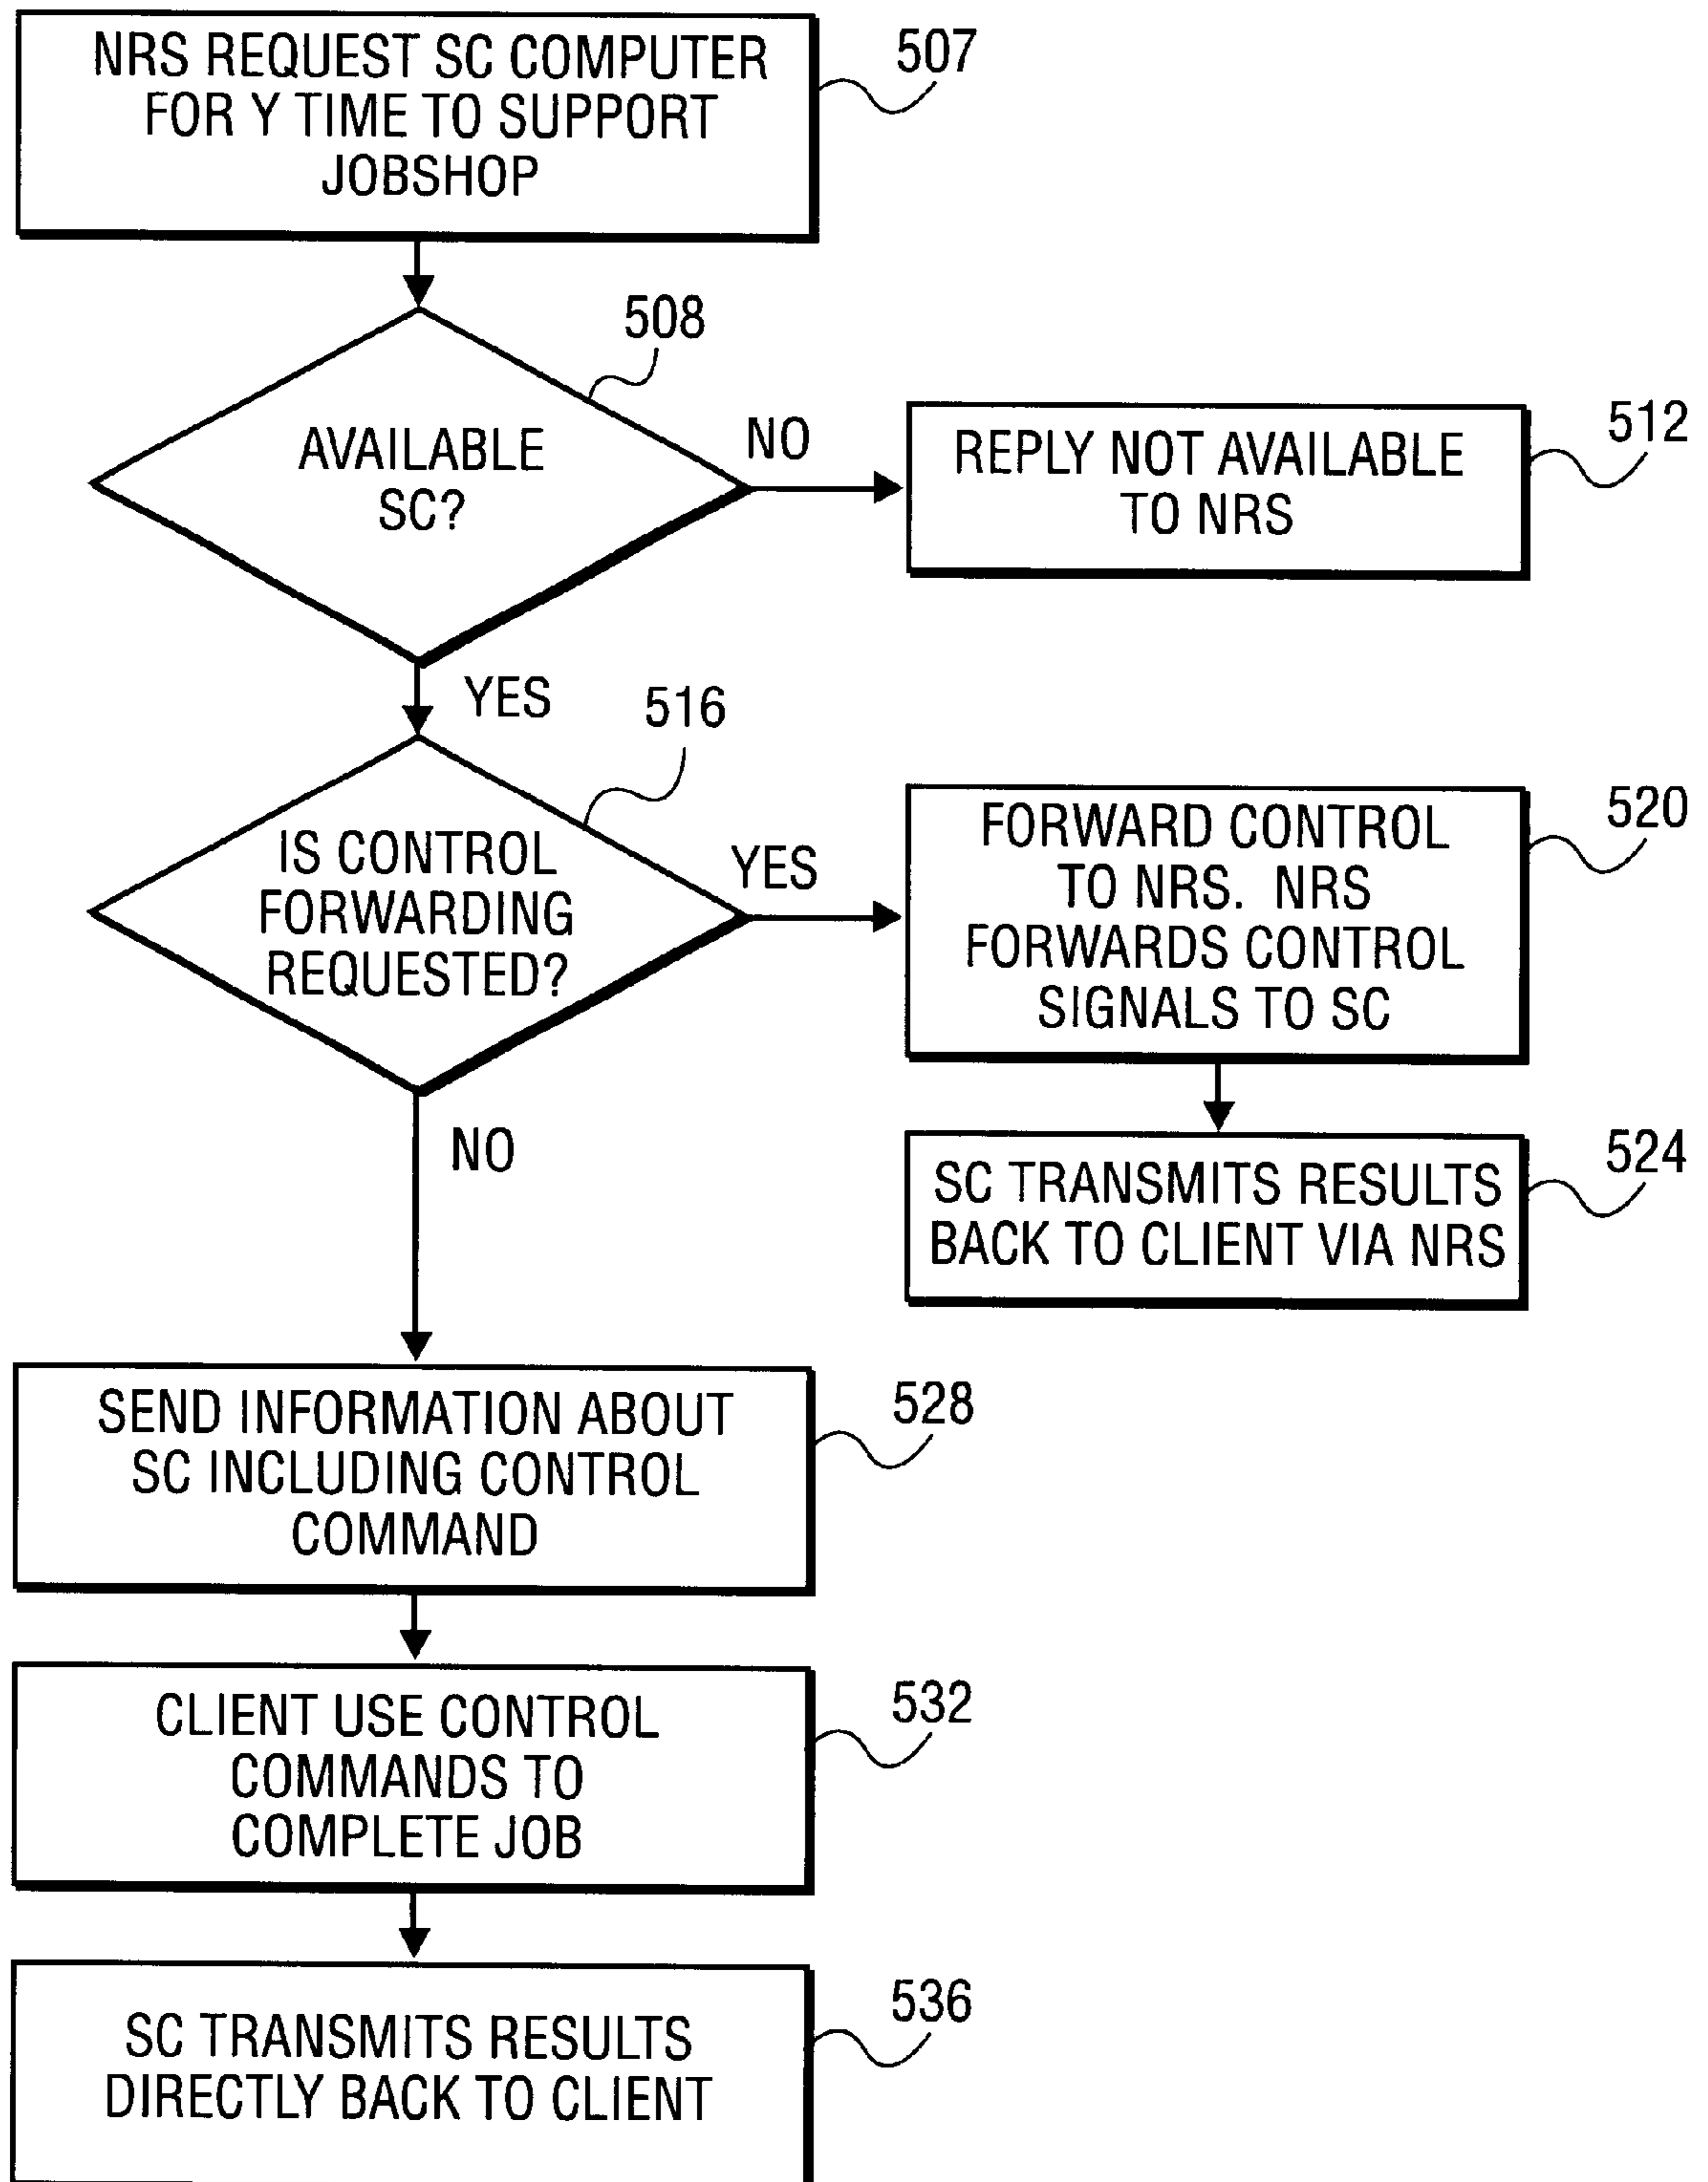 NRS REQUEST SC COMPUTER
FOR Y TIME TO SUPPORT
JOBSHOP
507
508
AVAILABLE
SC?
NO
REPLY NOT AVAILABLE
TO NRS
512
YES
516
IS CONTROL
FORWARDING
REQUESTED?
YES
FORWARD CONTROL
TO NRS. NRS
FORWARDS CONTROL
SIGNALS TO SC
520
NO
SC TRANSMITS RESULTS
BACK TO CLIENT VIA NRS
524
SEND INFORMATION ABOUT
SC INCLUDING CONTROL
COMMAND
528
CLIENT USE CONTROL
COMMANDS TO
COMPLETE JOB
532
SC TRANSMITS RESULTS
DIRECTLY BACK TO CLIENT
536